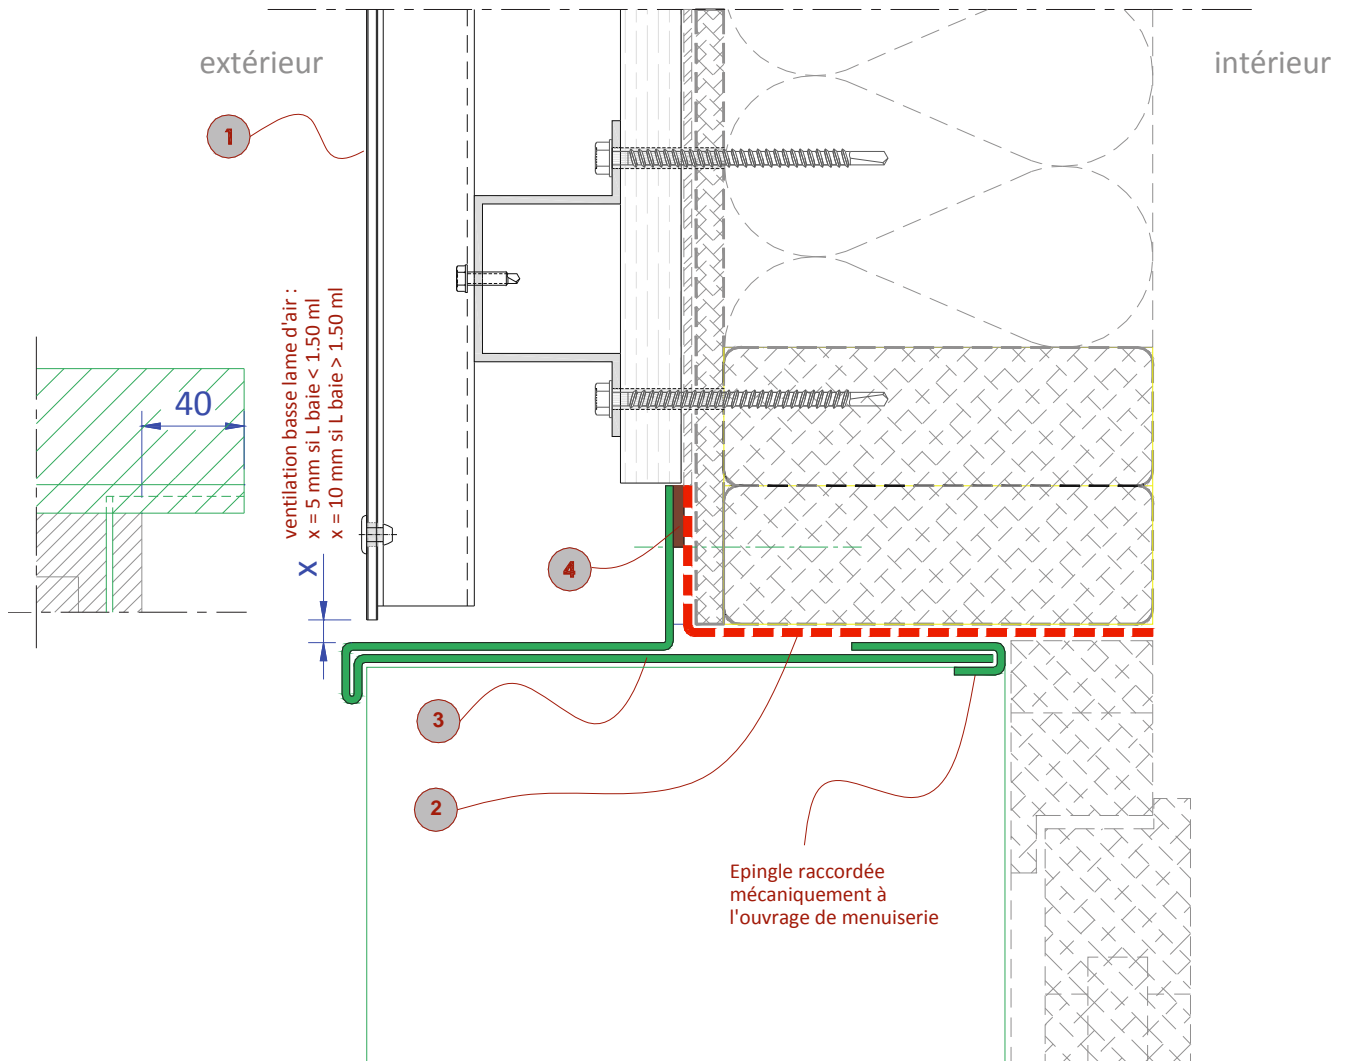 extérieur
intérieur
1
ventilation basse lame d'air :
x = 5 mm si L baie < 1.50 ml
x = 10 mm si L baie > 1.50 ml
40
X
4
3
2
Epingle raccordée
mécaniquement à
l'ouvrage de menuiserie